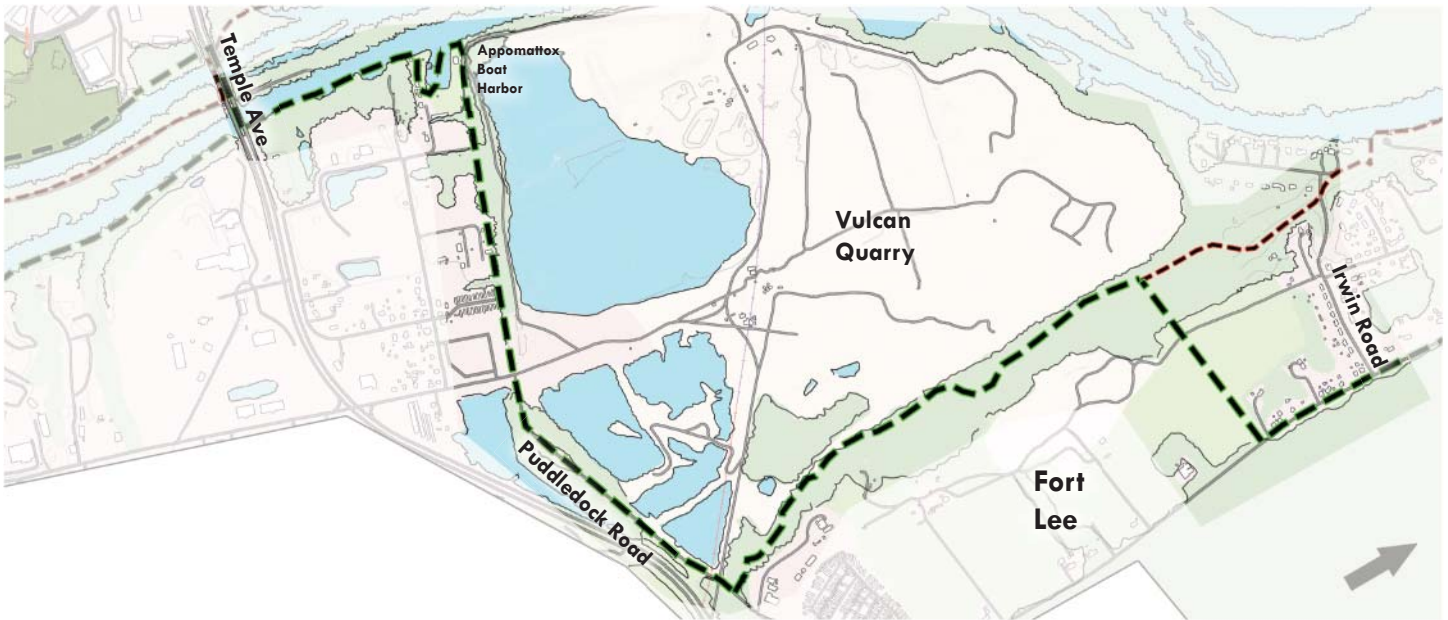 Temple Ave
Appomattox
Boat
Harbor
Vulcan
Quarry
Irwin Road
Puddledock Road
Fort
Lee